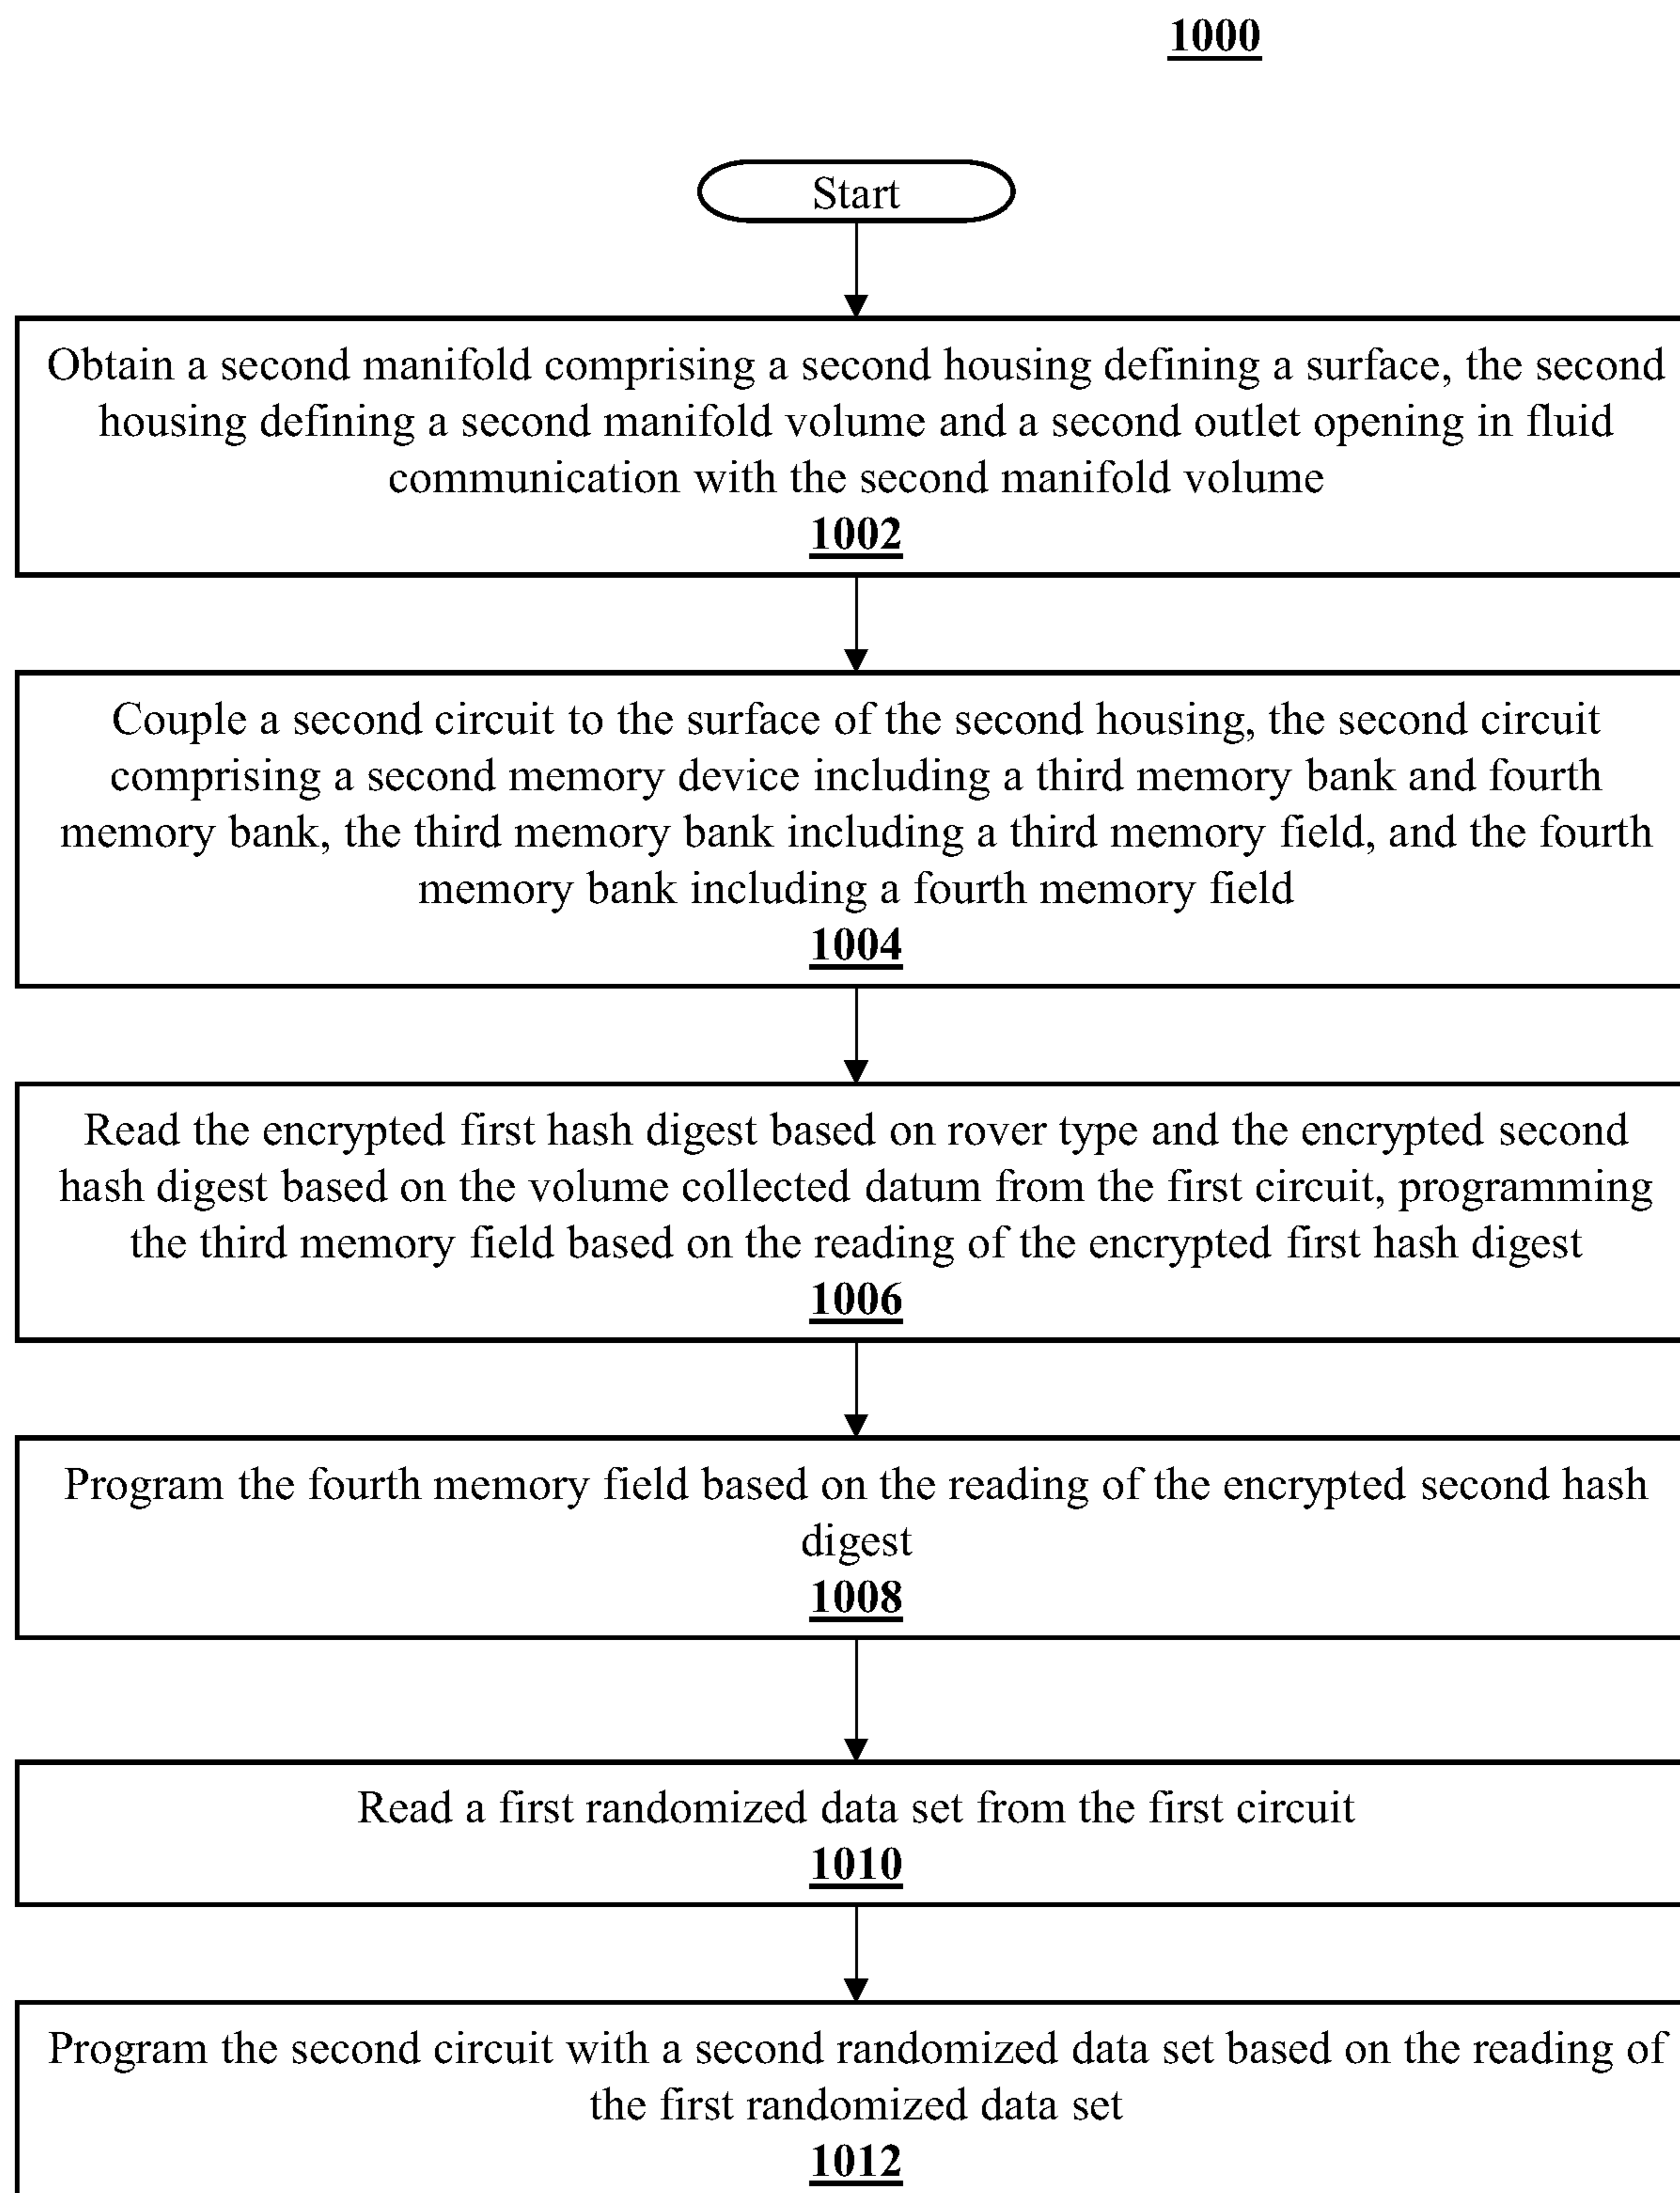 1000
Start
Obtain a second manifold comprising a second housing defining a surface, the second
housing defining a second manifold volume and a second outlet opening in fluid
communication with the second manifold volume
1002
Couple a second circuit to the surface of the second housing, the second circuit
comprising a second memory device including a third memory bank and fourth
memory bank, the third memory bank including a third memory field, and the fourth
memory bank including a fourth memory field
1004
Read the encrypted first hash digest based on rover type and the encrypted second
hash digest based on the volume collected datum from the first circuit, programming
the third memory field based on the reading of the encrypted first hash digest
1006
Program the fourth memory field based on the reading of the encrypted second hash
digest
1008
Read a first randomized data set from the first circuit
1010
Program the second circuit with a second randomized data set based on the reading of
the first randomized data set
1012